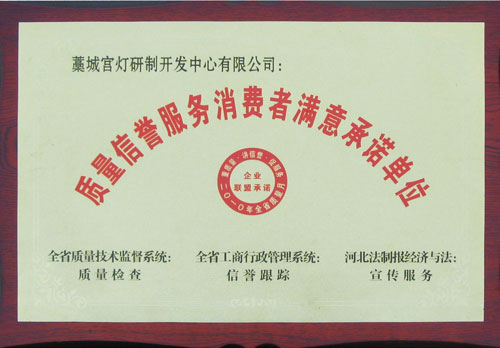 藁城宫灯研制开发中心有限公司：
质量信誉服务消费者满意承诺单位
企业
联盟承诺
全省质量技术监督系统：
质量检查
全省工商行政管理系统：
信誉跟踪
河北法制报经济与法：
宣传服务